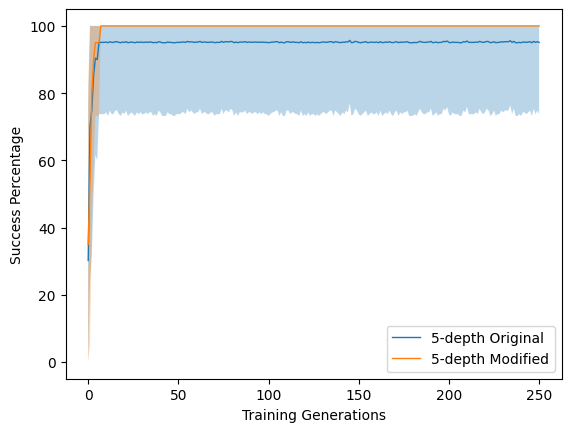 100
80
60
40
20
0
Success Percentage
5-depth Original
5-depth Modified
0 50 100 150 200 250
Training Generations